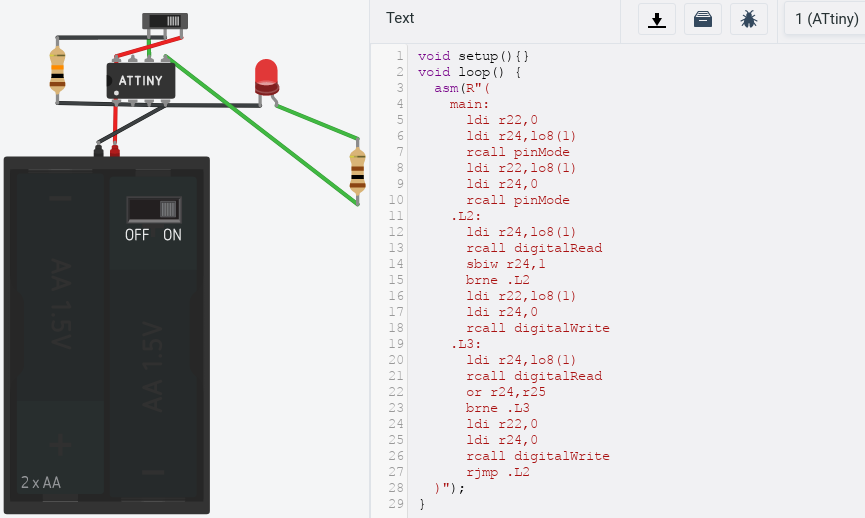 ATTINY
OFF ON
AA 1.5V
AA 1.5V
2 x AA
Text
1 (ATtiny)
1 void setup(){}
2 void loop() {
3 asm(R"(
4 main:
5 ldi r22,0
6 ldi r24,lo8(1)
7 rcall pinMode
8 ldi r22,lo8(1)
9 ldi r24,0
10 rcall pinMode
11 .L2:
12 ldi r24,lo8(1)
13 rcall digitalRead
14 sbiw r24,1
15 brne .L2
16 ldi r22,lo8(1)
17 ldi r24,0
18 rcall digitalWrite
19 .L3:
20 ldi r24,lo8(1)
21 rcall digitalRead
22 or r24,r25
23 brne .L3
24 ldi r22,0
25 ldi r24,0
26 rcall digitalWrite
27 rjmp .L2
28 )");
29 }